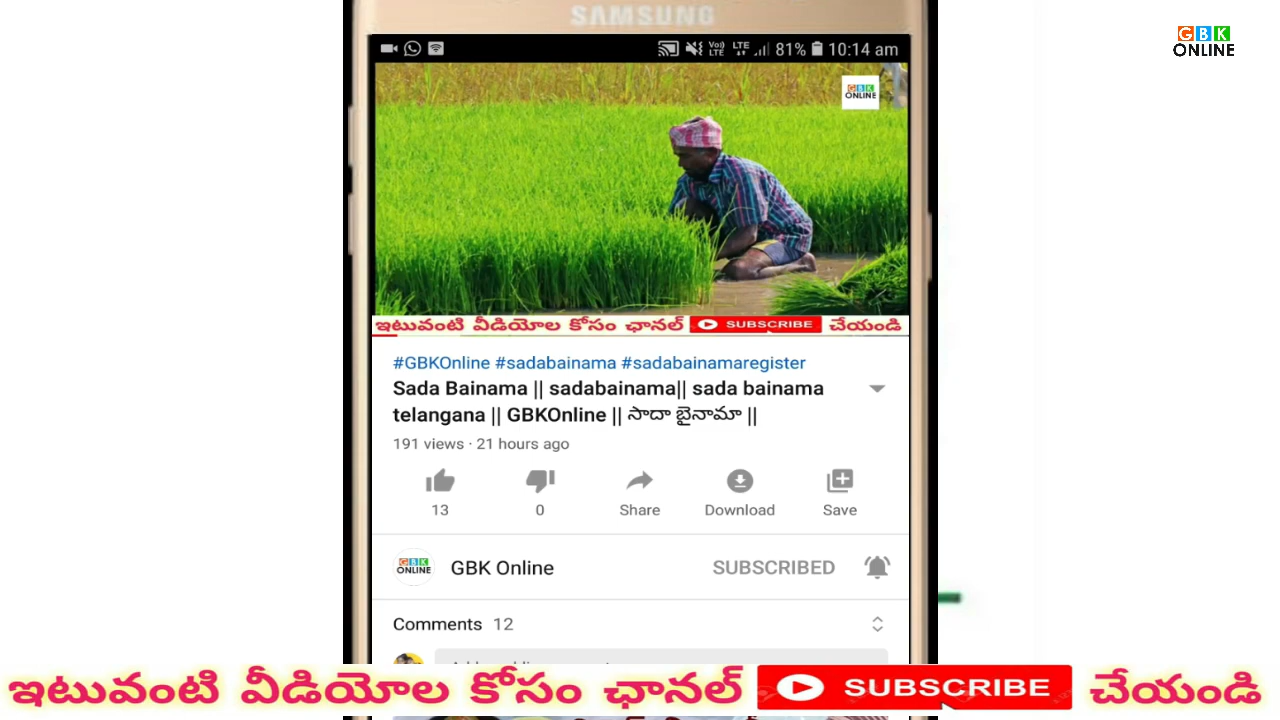 SAMSUNG
GBK
ONLINE
81% 10:14 am
GBK
ONLINE
ఇటువంటి వీడియోల కోసం ఛానల్ SUBSCRIBE చేయండి
#GBKOnline #sadabainama #sadabainamaregister
Sada Bainama || sadabainama|| sada bainama
telangana || GBKOnline || సాదా బైనామా ||
191 views · 21 hours ago
13 0 Share Download Save
GBK
ONLINE
GBK Online SUBSCRIBED
Comments 12
ఇటువంటి వీడియోల కోసం ఛానల్ SUBSCRIBE చేయండి